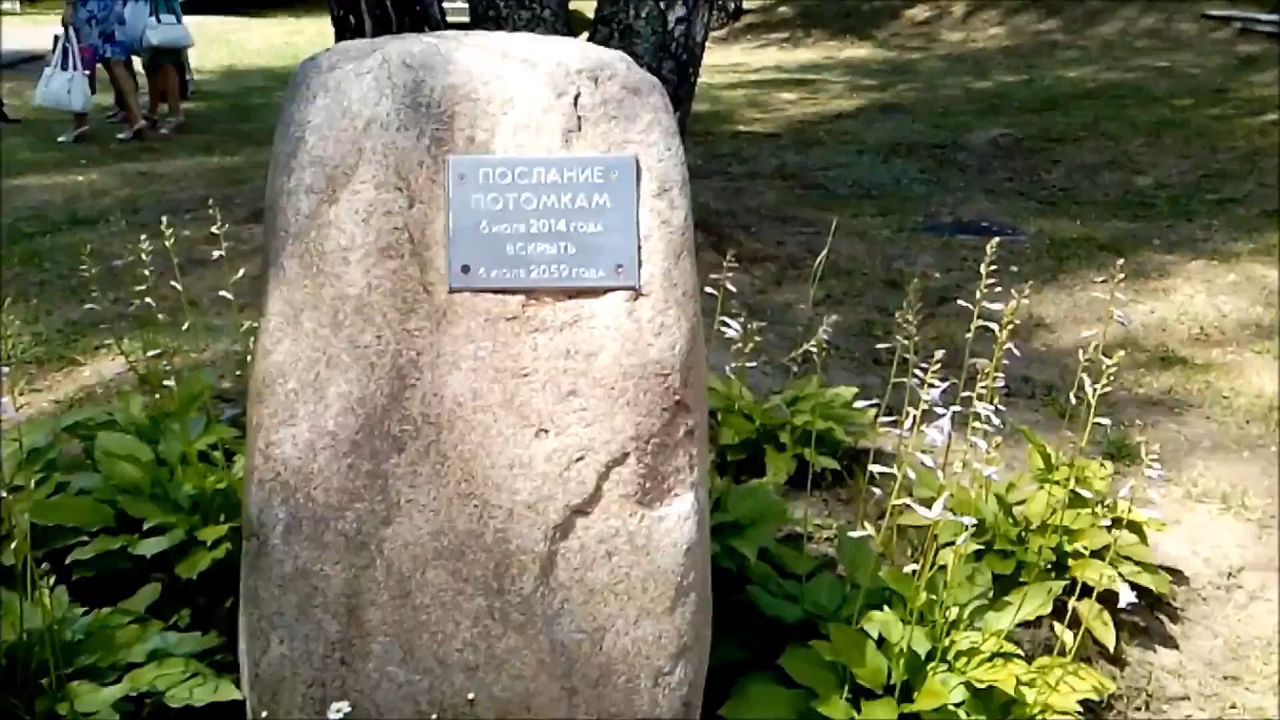 ПОСЛАНИЕ
ПОТОМКАМ
6 июля 2014 года
ВСКРЫТЬ
6 июля 2059 года